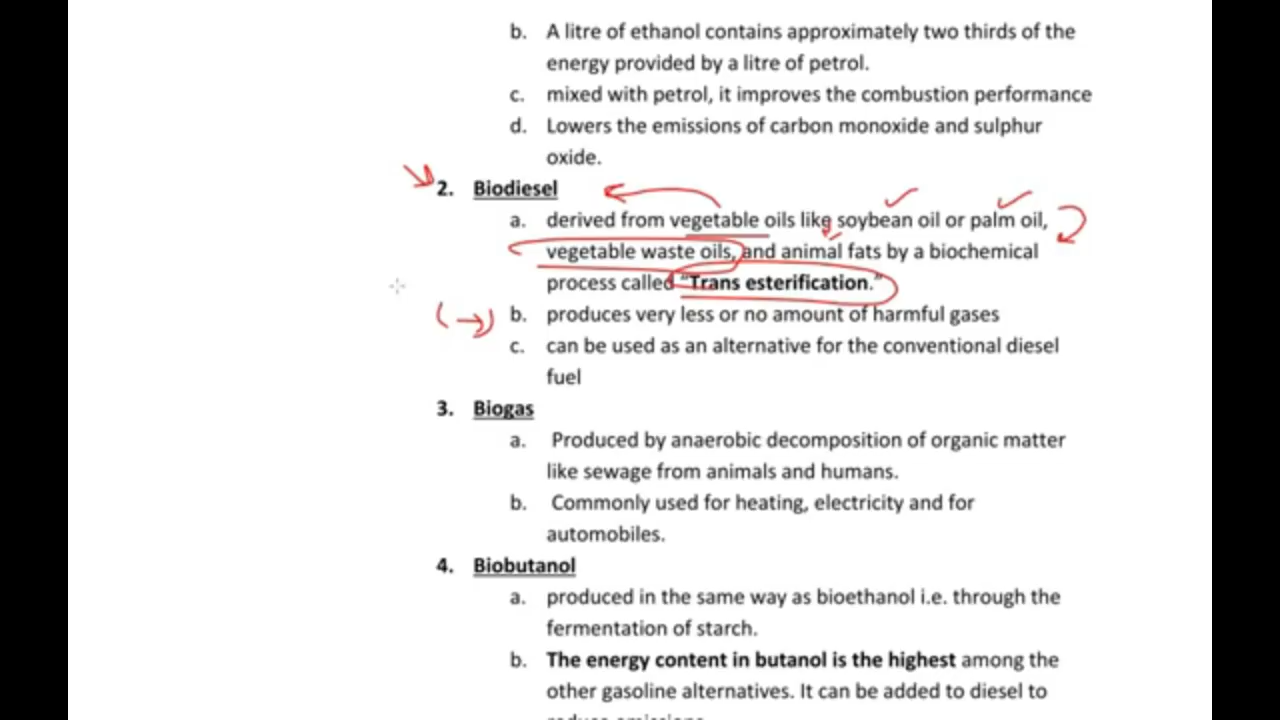 b. A litre of ethanol contains approximately two thirds of the
energy provided by a litre of petrol.
c. mixed with petrol, it improves the combustion performance
d. Lowers the emissions of carbon monoxide and sulphur
oxide.
2. Biodiesel
a. derived from vegetable oils like soybean oil or palm oil,
vegetable waste oils, and animal fats by a biochemical
process called “Trans esterification.”
b. produces very less or no amount of harmful gases
c. can be used as an alternative for the conventional diesel
fuel
3. Biogas
a. Produced by anaerobic decomposition of organic matter
like sewage from animals and humans.
b. Commonly used for heating, electricity and for
automobiles.
4. Biobutanol
a. produced in the same way as bioethanol i.e. through the
fermentation of starch.
b. The energy content in butanol is the highest among the
other gasoline alternatives. It can be added to diesel to